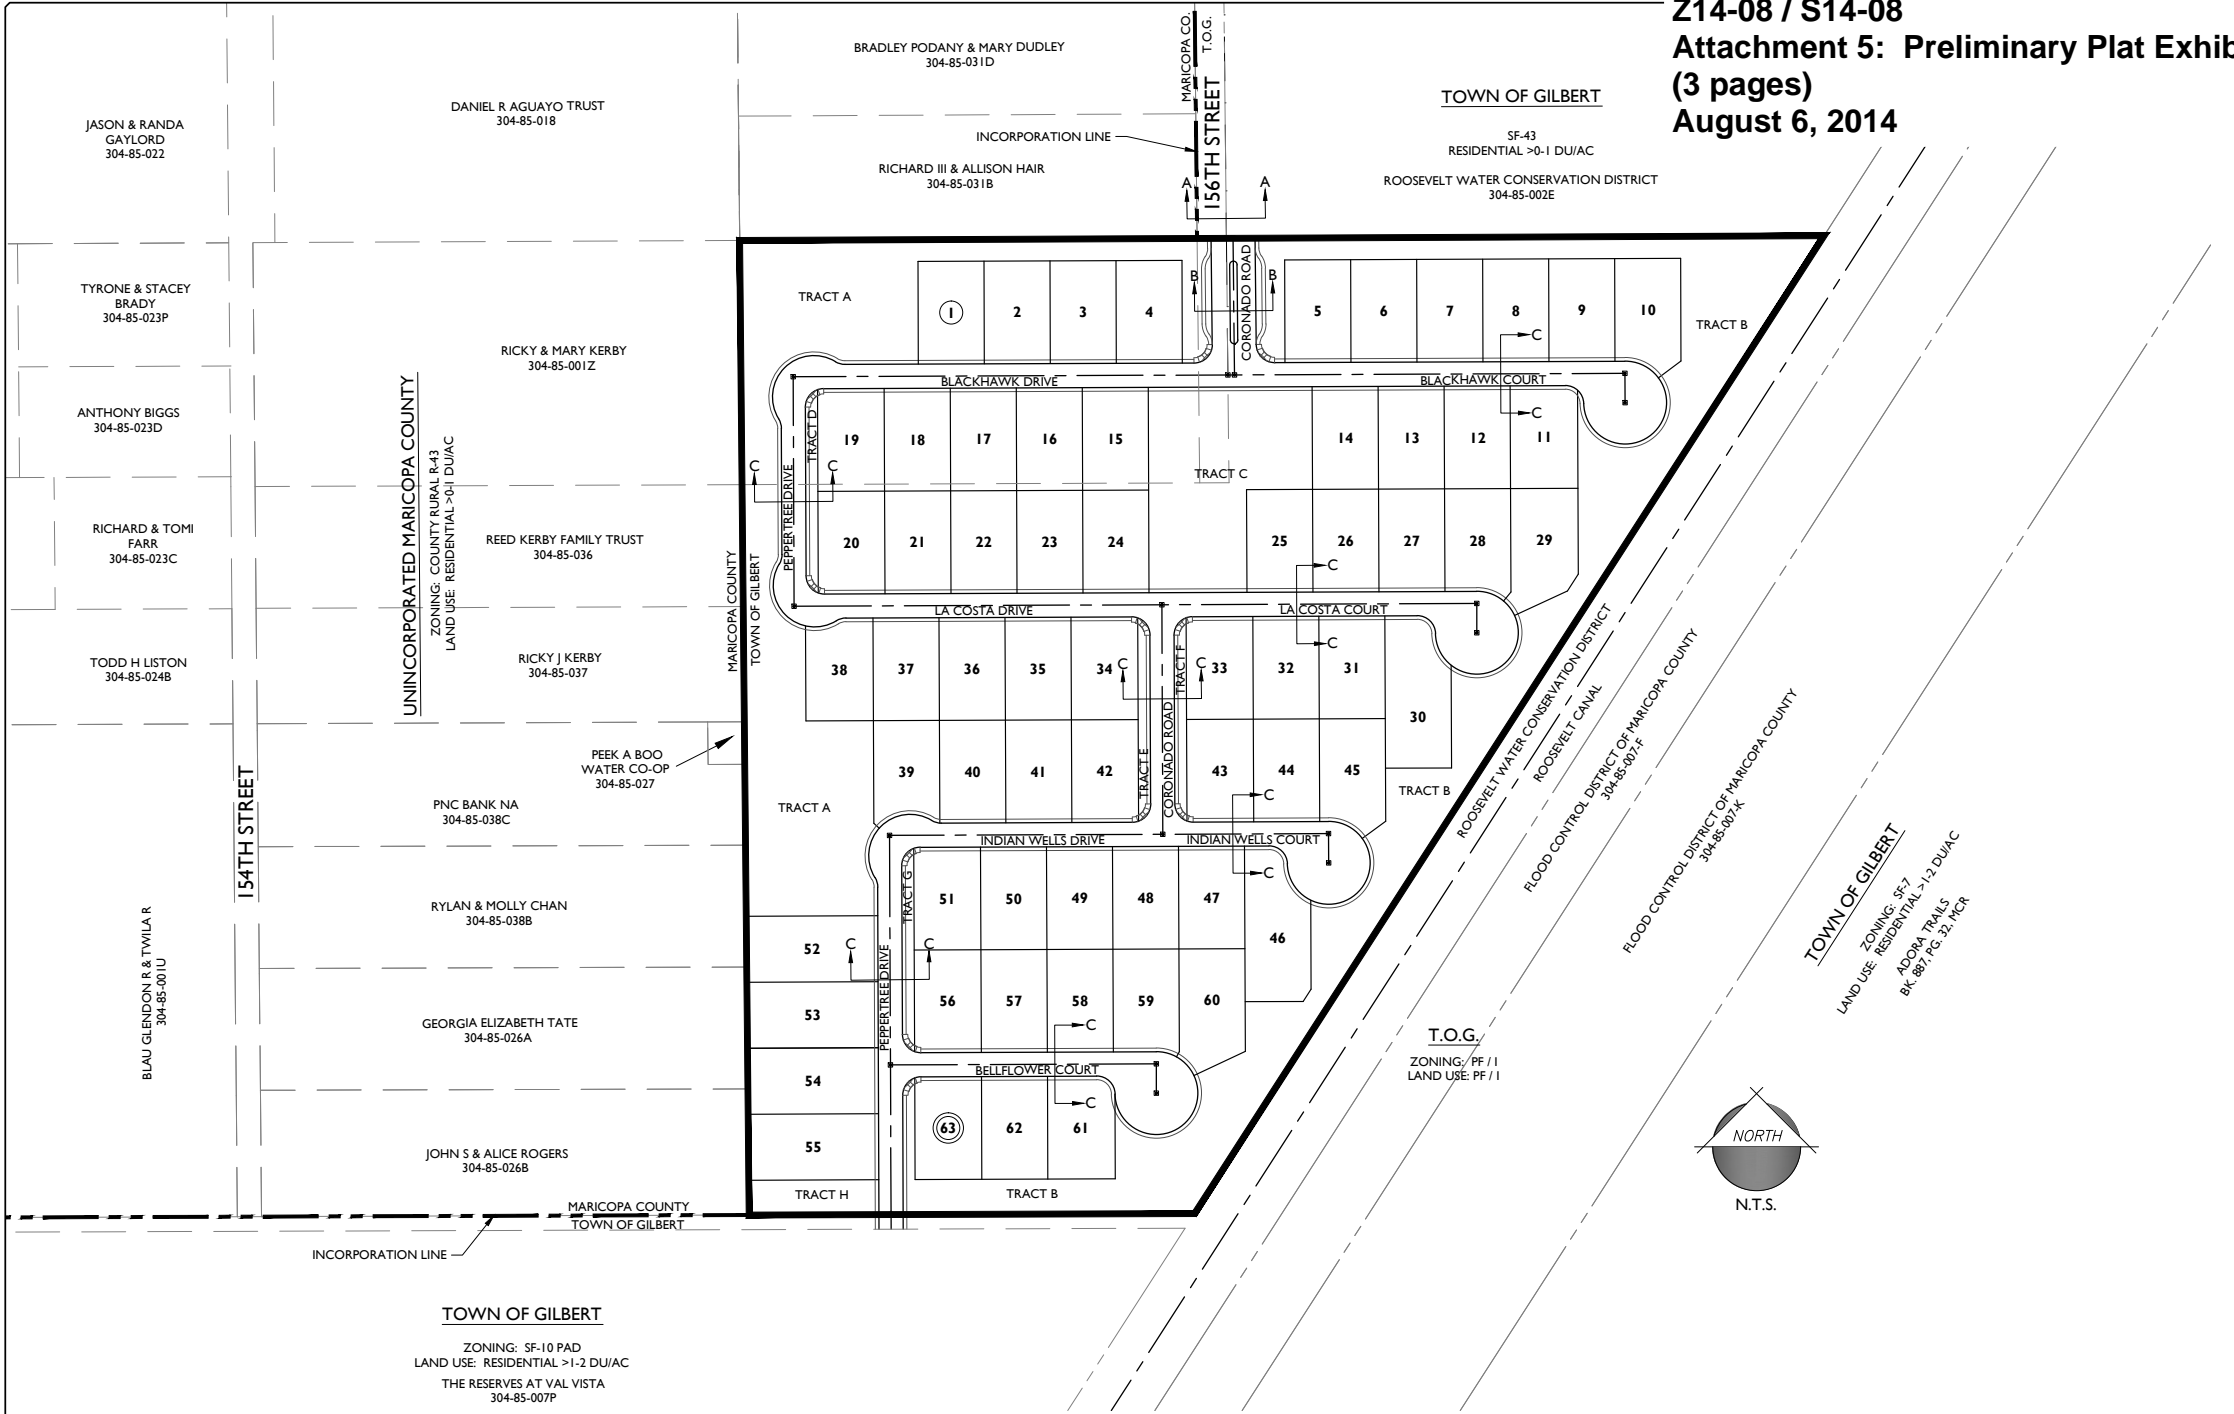 Z14-08 / S14-08
Attachment 5: Preliminary Plat Exhib
(3 pages)
August 6, 2014
BRADLEY PODANY & MARY DUDLEY
304-85-031D
MARICOPA CO.
T.O.G.
156TH STREET
TOWN OF GILBERT
SF-43
RESIDENTIAL >0-1 DU/AC
ROOSEVELT WATER CONSERVATION DISTRICT
304-85-002E
DANIEL R AGUAYO TRUST
304-85-018
JASON & RANDA
GAYLORD
304-85-022
INCORPORATION LINE
RICHARD III & ALLISON HAIR
304-85-031B
A
A
TYRONE & STACEY
BRADY
304-85-023P
RICKY & MARY KERBY
304-85-001Z
ANTHONY BIGGS
304-85-023D
UNINCORPORATED MARICOPA COUNTY
ZONING: COUNTY RURAL R-43
LAND USE: RESIDENTIAL >0-1 DU/AC
RICHARD & TOMI
FARR
304-85-023C
REED KERBY FAMILY TRUST
304-85-036
TODD H LISTON
304-85-024B
RICKY J KERBY
304-85-037
MARICOPA COUNTY
TOWN OF GILBERT
PEEK A BOO
WATER CO-OP
304-85-027
154TH STREET
PNC BANK NA
304-85-038C
RYLAN & MOLLY CHAN
304-85-038B
BLAU GLENDON R & TWILA R
304-85-001U
GEORGIA ELIZABETH TATE
304-85-026A
JOHN S & ALICE ROGERS
304-85-026B
MARICOPA COUNTY
TOWN OF GILBERT
INCORPORATION LINE
TOWN OF GILBERT
ZONING: SF-10 PAD
LAND USE: RESIDENTIAL >1-2 DU/AC
THE RESERVES AT VAL VISTA
304-85-007P
TRACT A
1
2
3
4
B
B
CORONADO ROAD
5
6
7
8
9
10
TRACT B
C
BLACKHAWK DRIVE
BLACKHAWK COURT
C
TRACT D
19
18
17
16
15
14
13
12
11
C
C
PEPPERTREE DRIVE
TRACT C
20
21
22
23
24
25
26
27
28
29
C
LA COSTA DRIVE
LA COSTA COURT
C
38
37
36
35
34
C
C
TRACT F
33
32
31
30
CORONADO ROAD
TRACT A
39
40
41
42
TRACT E
43
44
45
TRACT B
C
INDIAN WELLS DRIVE
INDIAN WELLS COURT
C
TRACT G
51
50
49
48
47
46
52
C
C
PEPPERTREE DRIVE
53
56
57
58
59
60
C
54
BELLFLOWER COURT
C
55
63
62
61
TRACT H
TRACT B
ROOSEVELT WATER CONSERVATION DISTRICT
ROOSEVELT CANAL
FLOOD CONTROL DISTRICT OF MARICOPA COUNTY
304-85-007-F
FLOOD CONTROL DISTRICT OF MARICOPA COUNTY
304-85-007-K
TOWN OF GILBERT
ZONING: SF-7
LAND USE: RESIDENTIAL >1-2 DU/AC
ADORA TRAILS
BK. 887, PG. 32, MCR
T.O.G.
ZONING: PF / I
LAND USE: PF / I
NORTH
N.T.S.